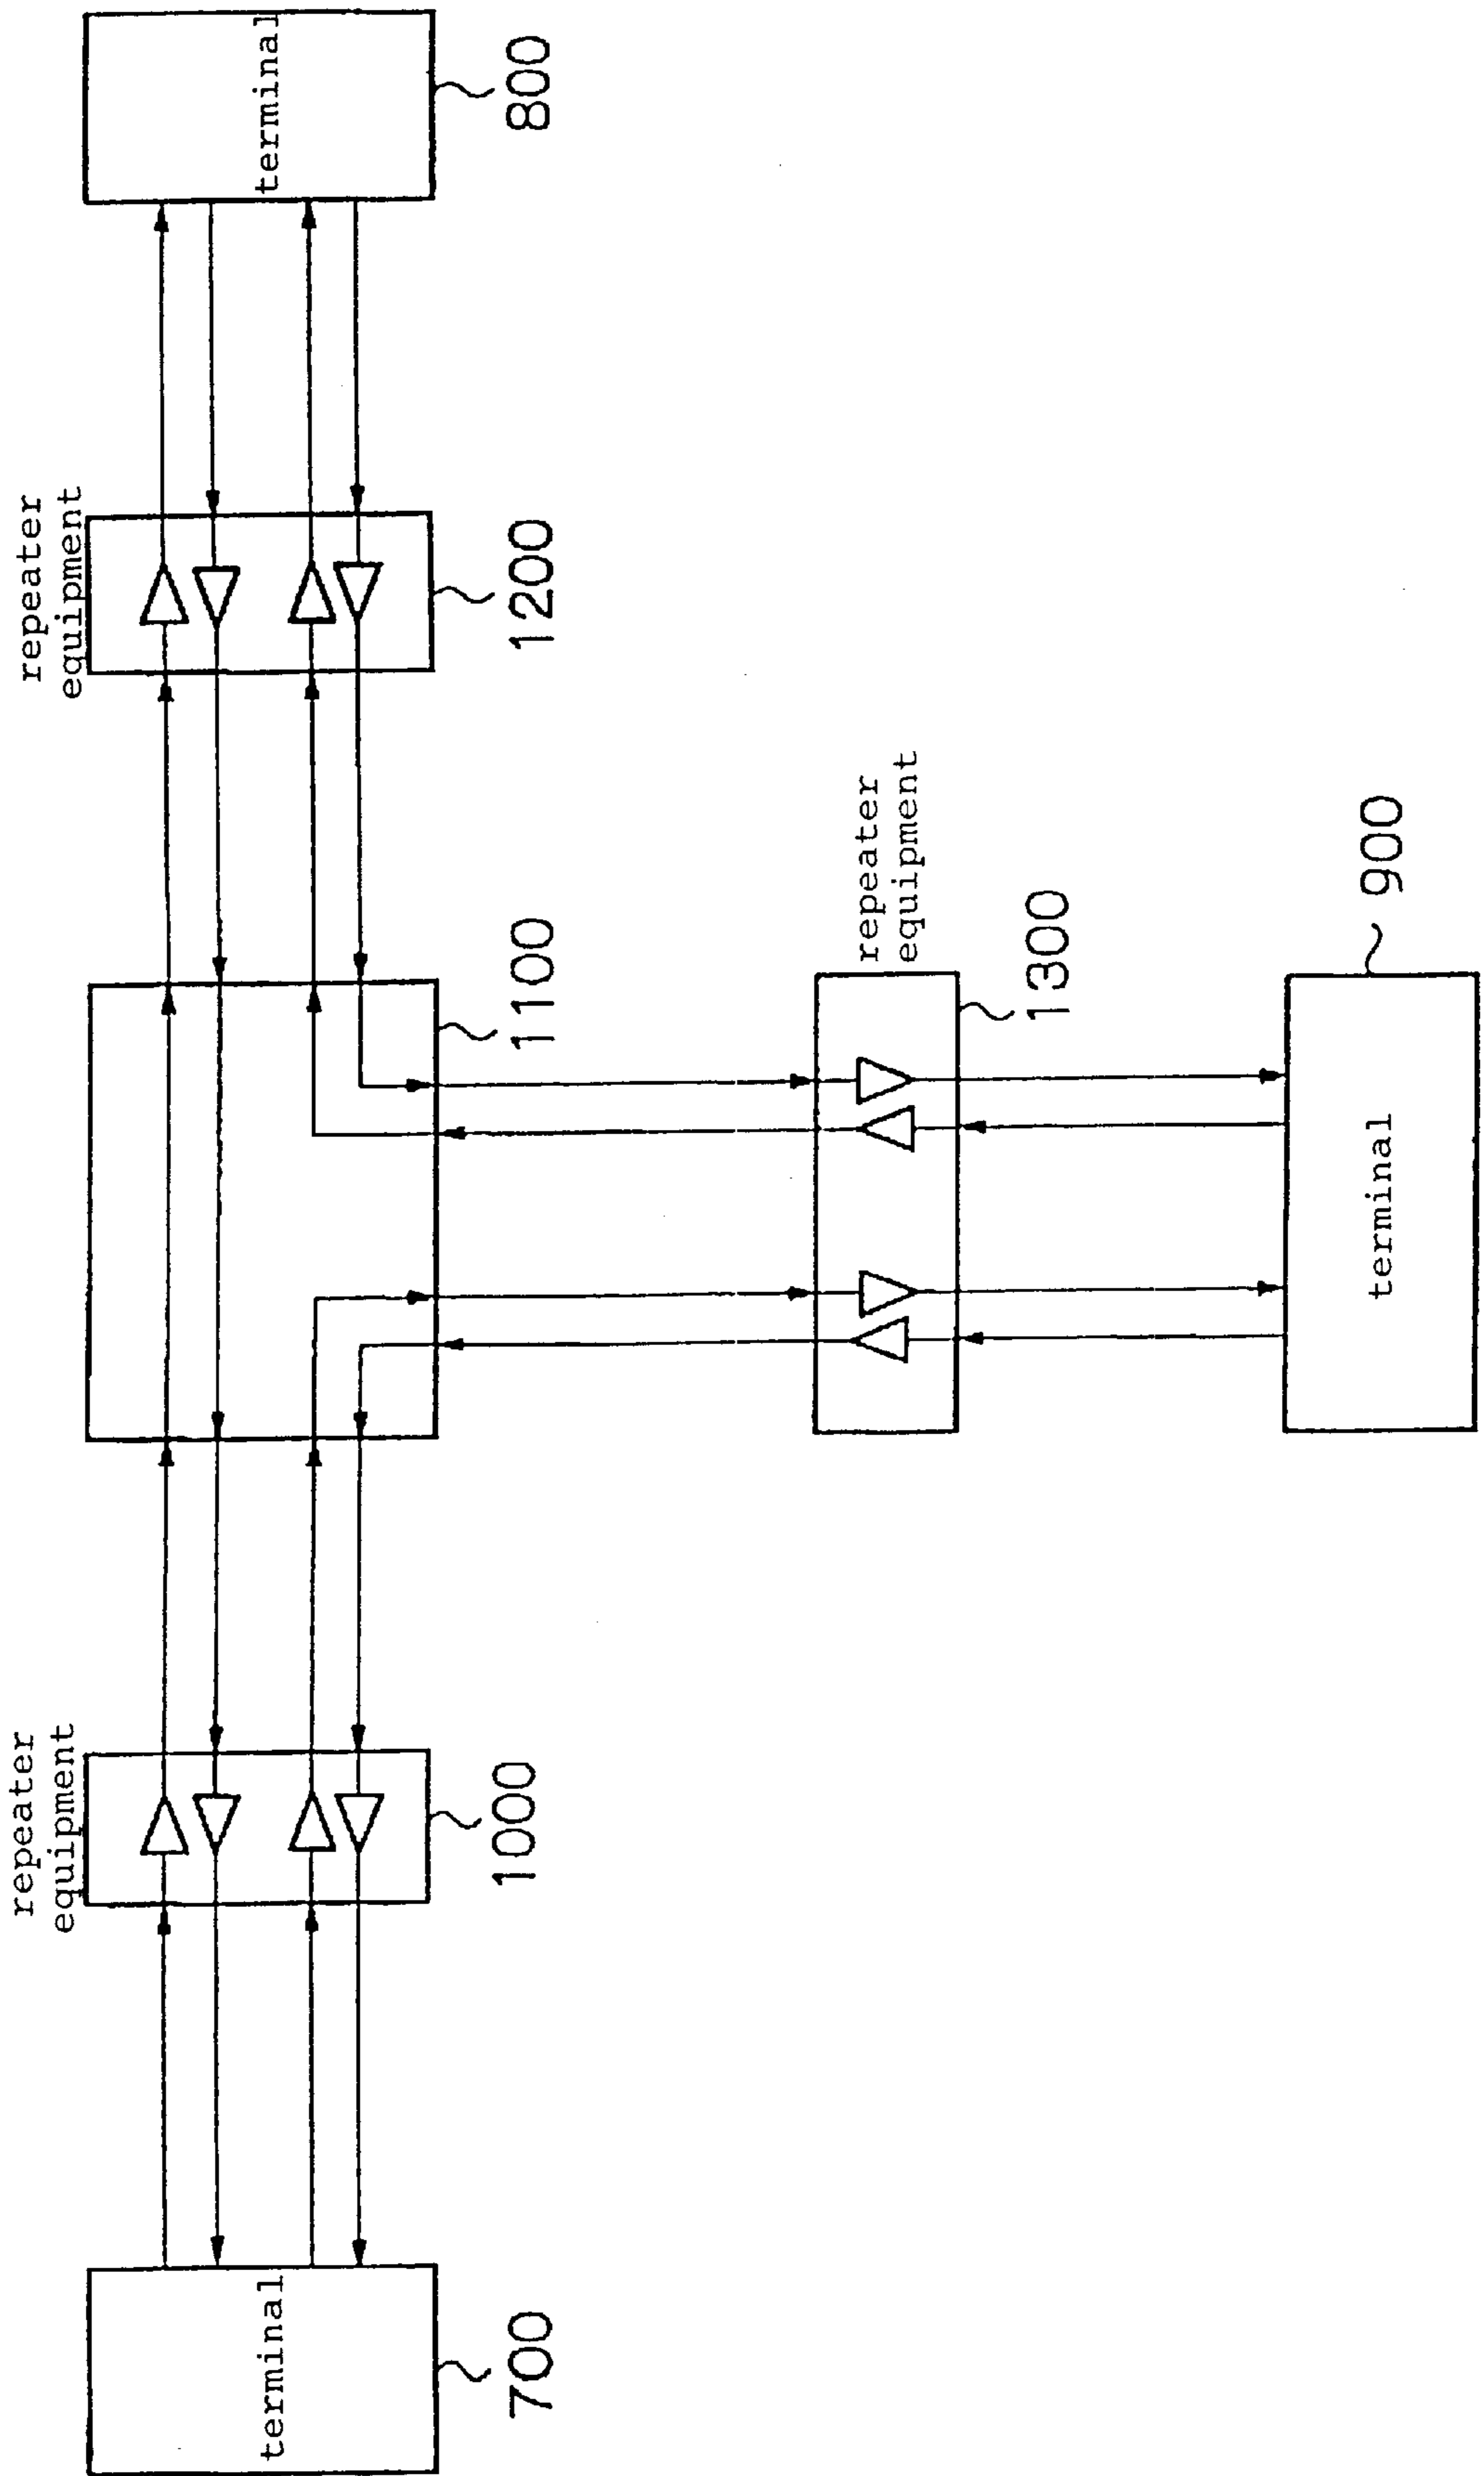 repeater
equipment
repeater
equipment
terminal
700
1000
1100
1200
terminal
800
repeater
equipment
1300
terminal
900